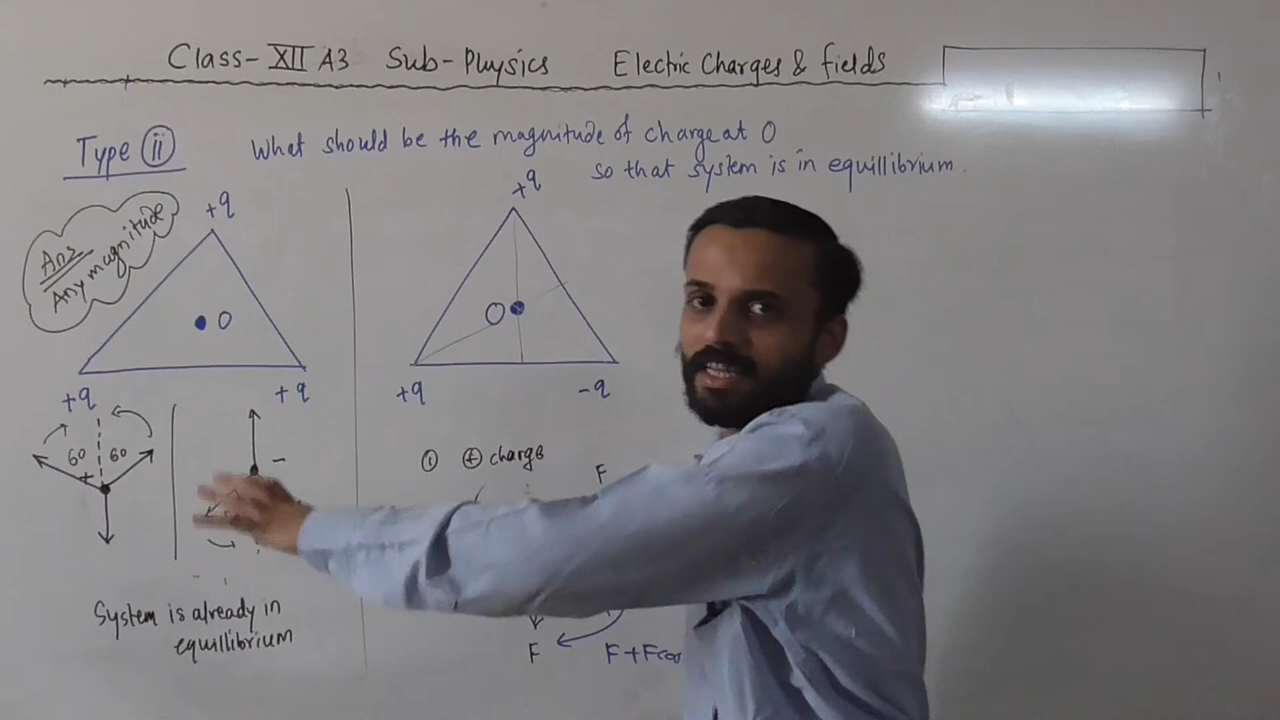 Class-XII A3 Sub-Physics Electric Charges & fields
Type (ii) What should be the magnitude of charge at O
so that system is in equillibrium.
Ans
Any magnitude
+q
O
+q +q
+q
O
+q -q
60 60
+
-
① ⊕ charge
F
System is already in
equillibrium
F
F+Fcos